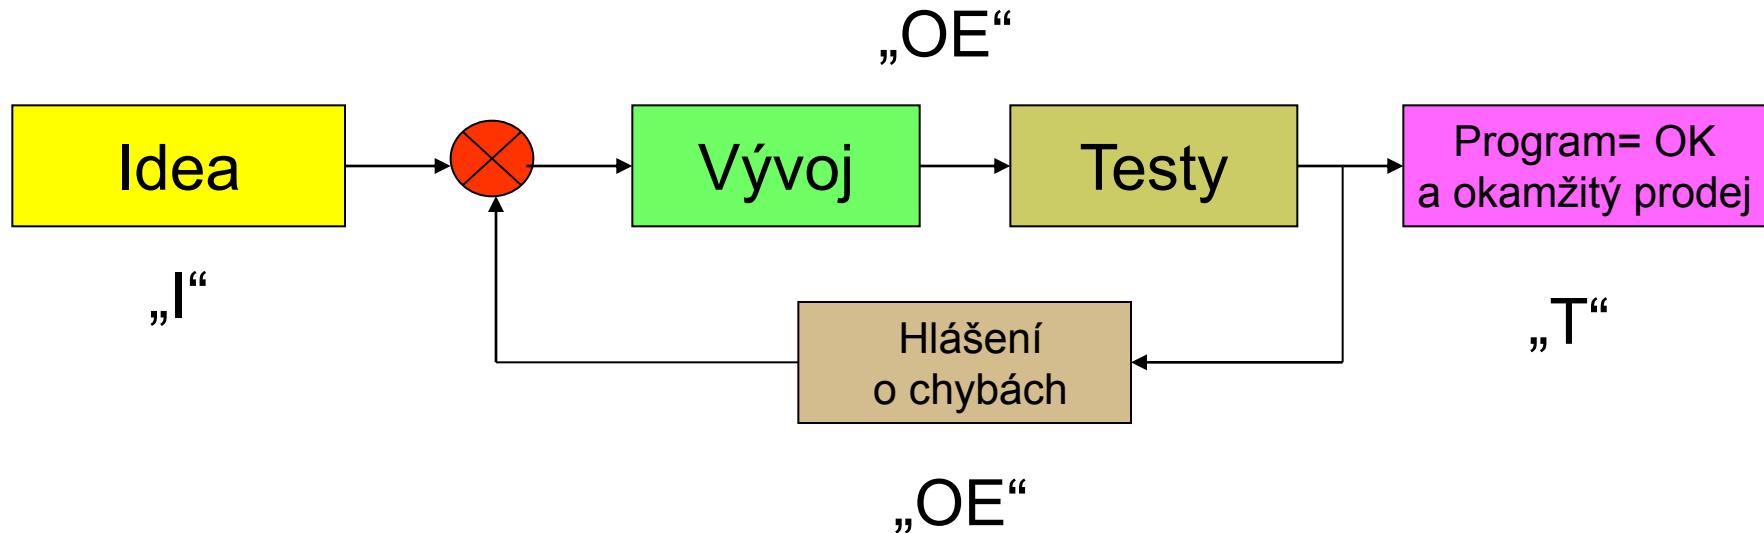 „OE“
Idea
Vývoj
Testy
Program= OK
a okamžitý prodej
„I“
Hlášení
o chybách
„T“
„OE“